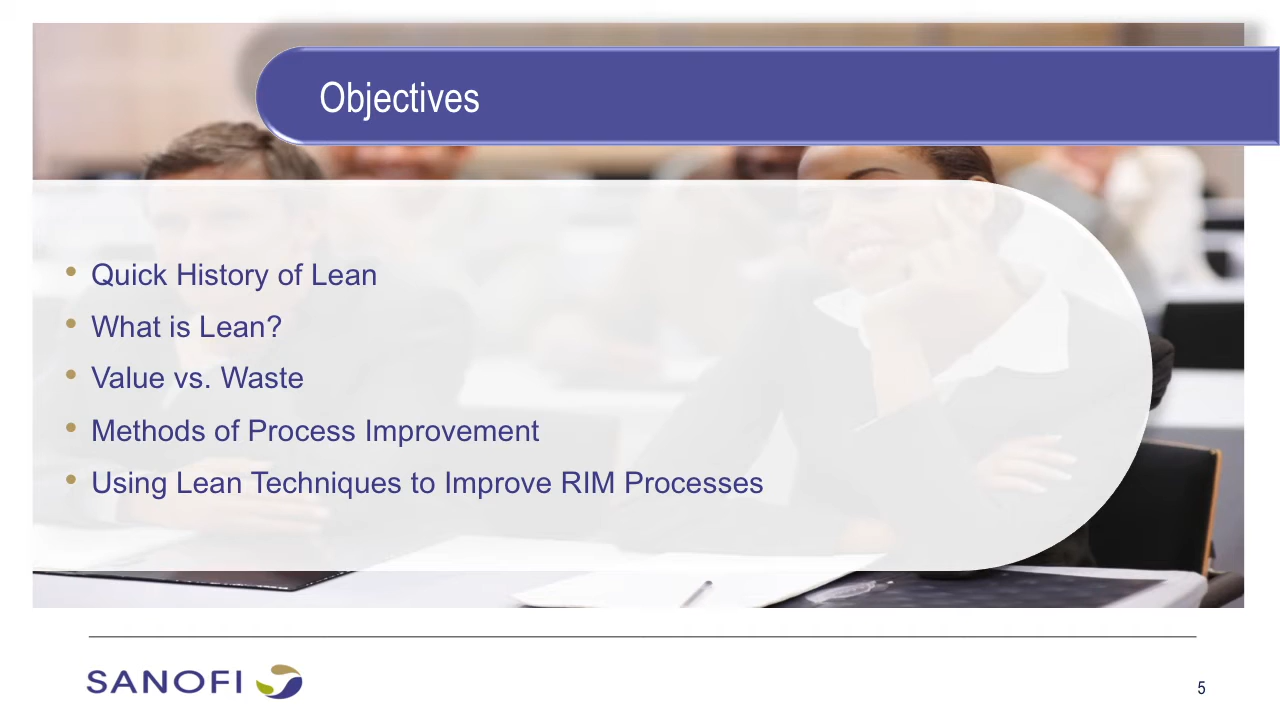 Objectives
• Quick History of Lean
• What is Lean?
• Value vs. Waste
• Methods of Process Improvement
• Using Lean Techniques to Improve RIM Processes
SANOFI
5